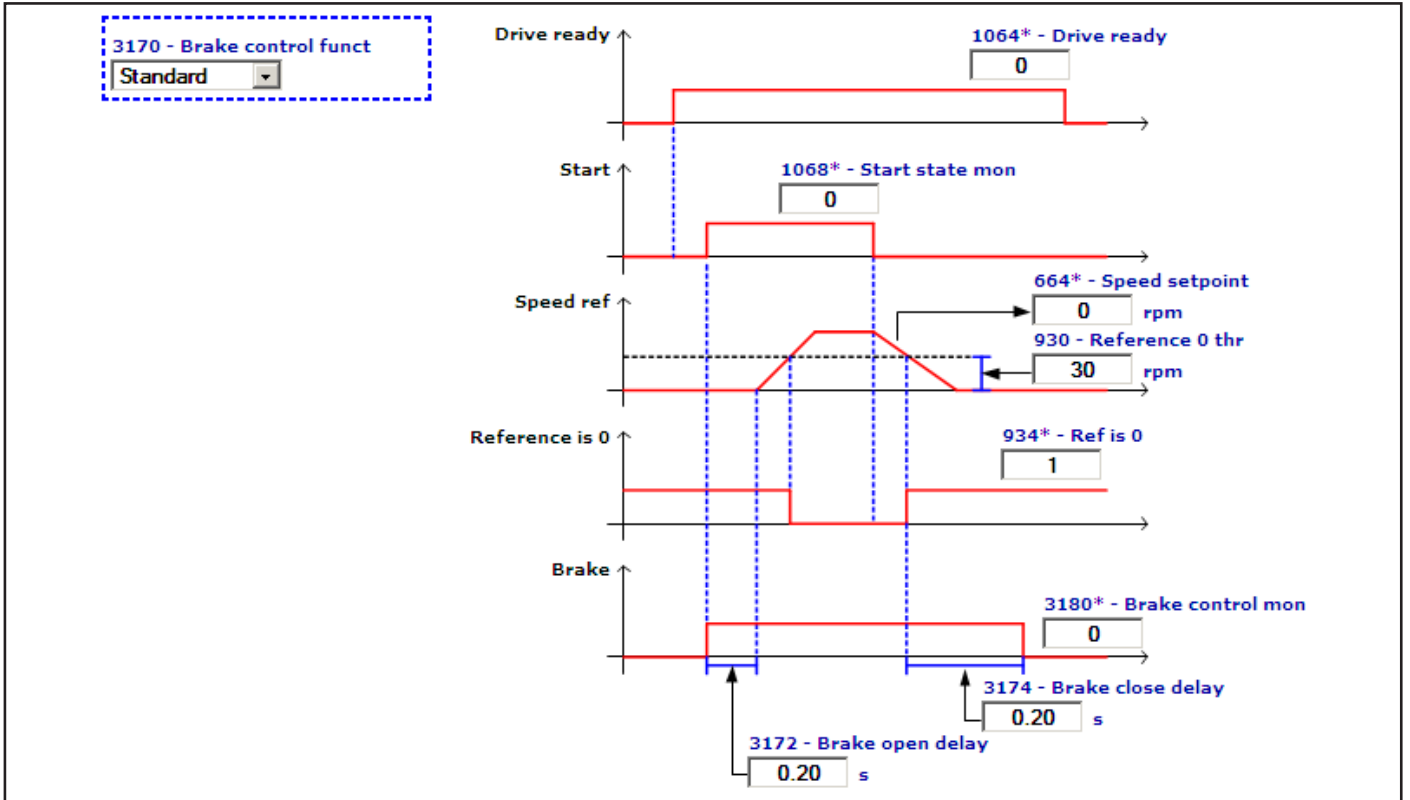 3170 - Brake control funct
Standard
Drive ready
1064* - Drive ready
0
Start
1068* - Start state mon
0
Speed ref
664* - Speed setpoint
0 rpm
930 - Reference 0 thr
30 rpm
Reference is 0
934* - Ref is 0
1
Brake
3180* - Brake control mon
0
3174 - Brake close delay
0.20 s
3172 - Brake open delay
0.20 s